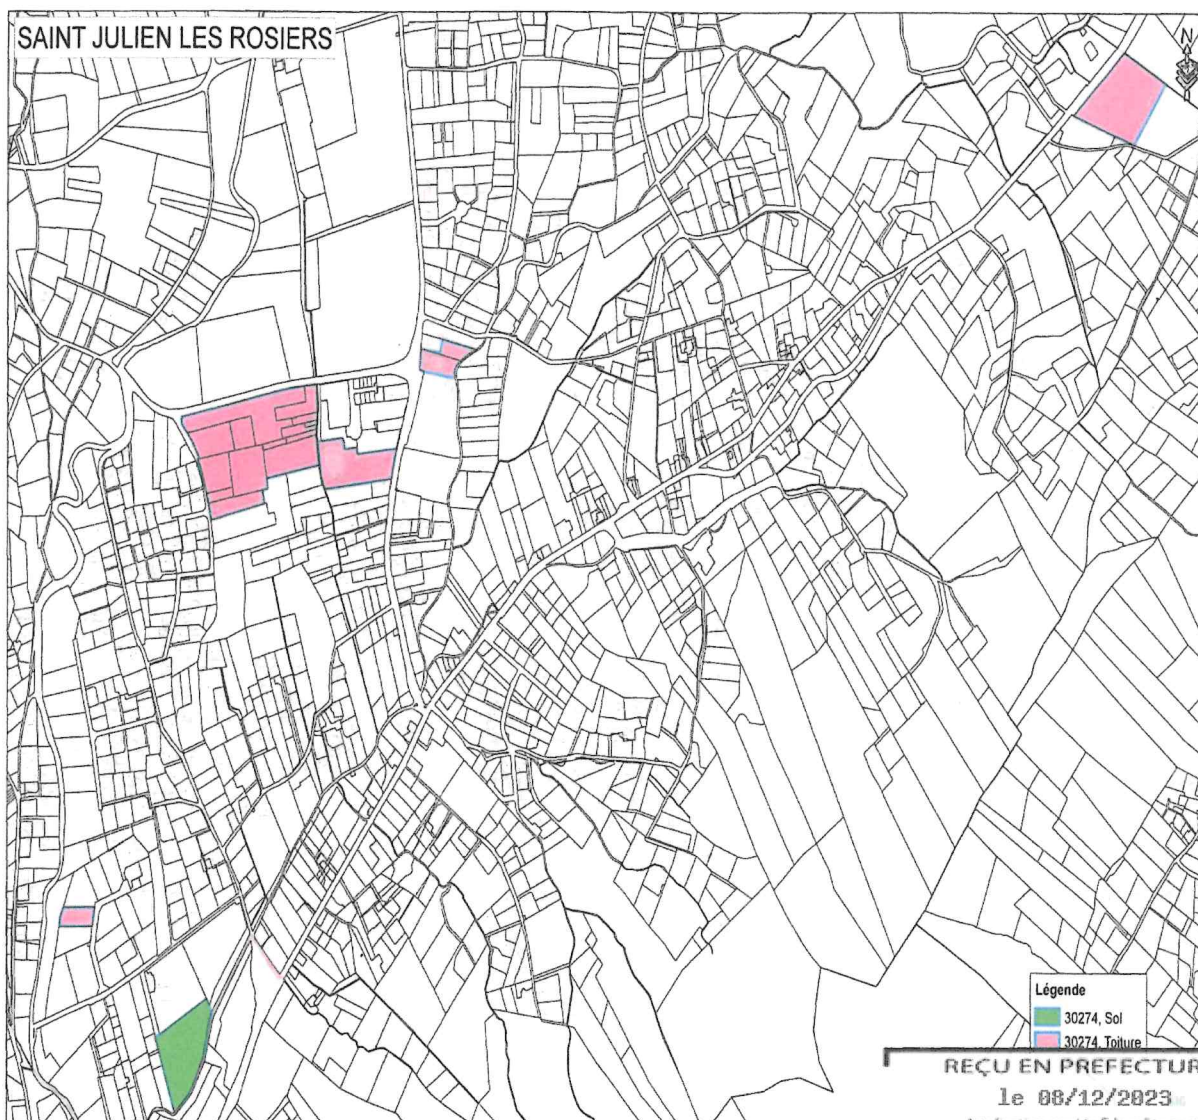 SAINT JULIEN LES ROSIERS
N
Légende
30274, Sol
30274, Toiture
REÇU EN PREFECTUR
le 08/12/2023